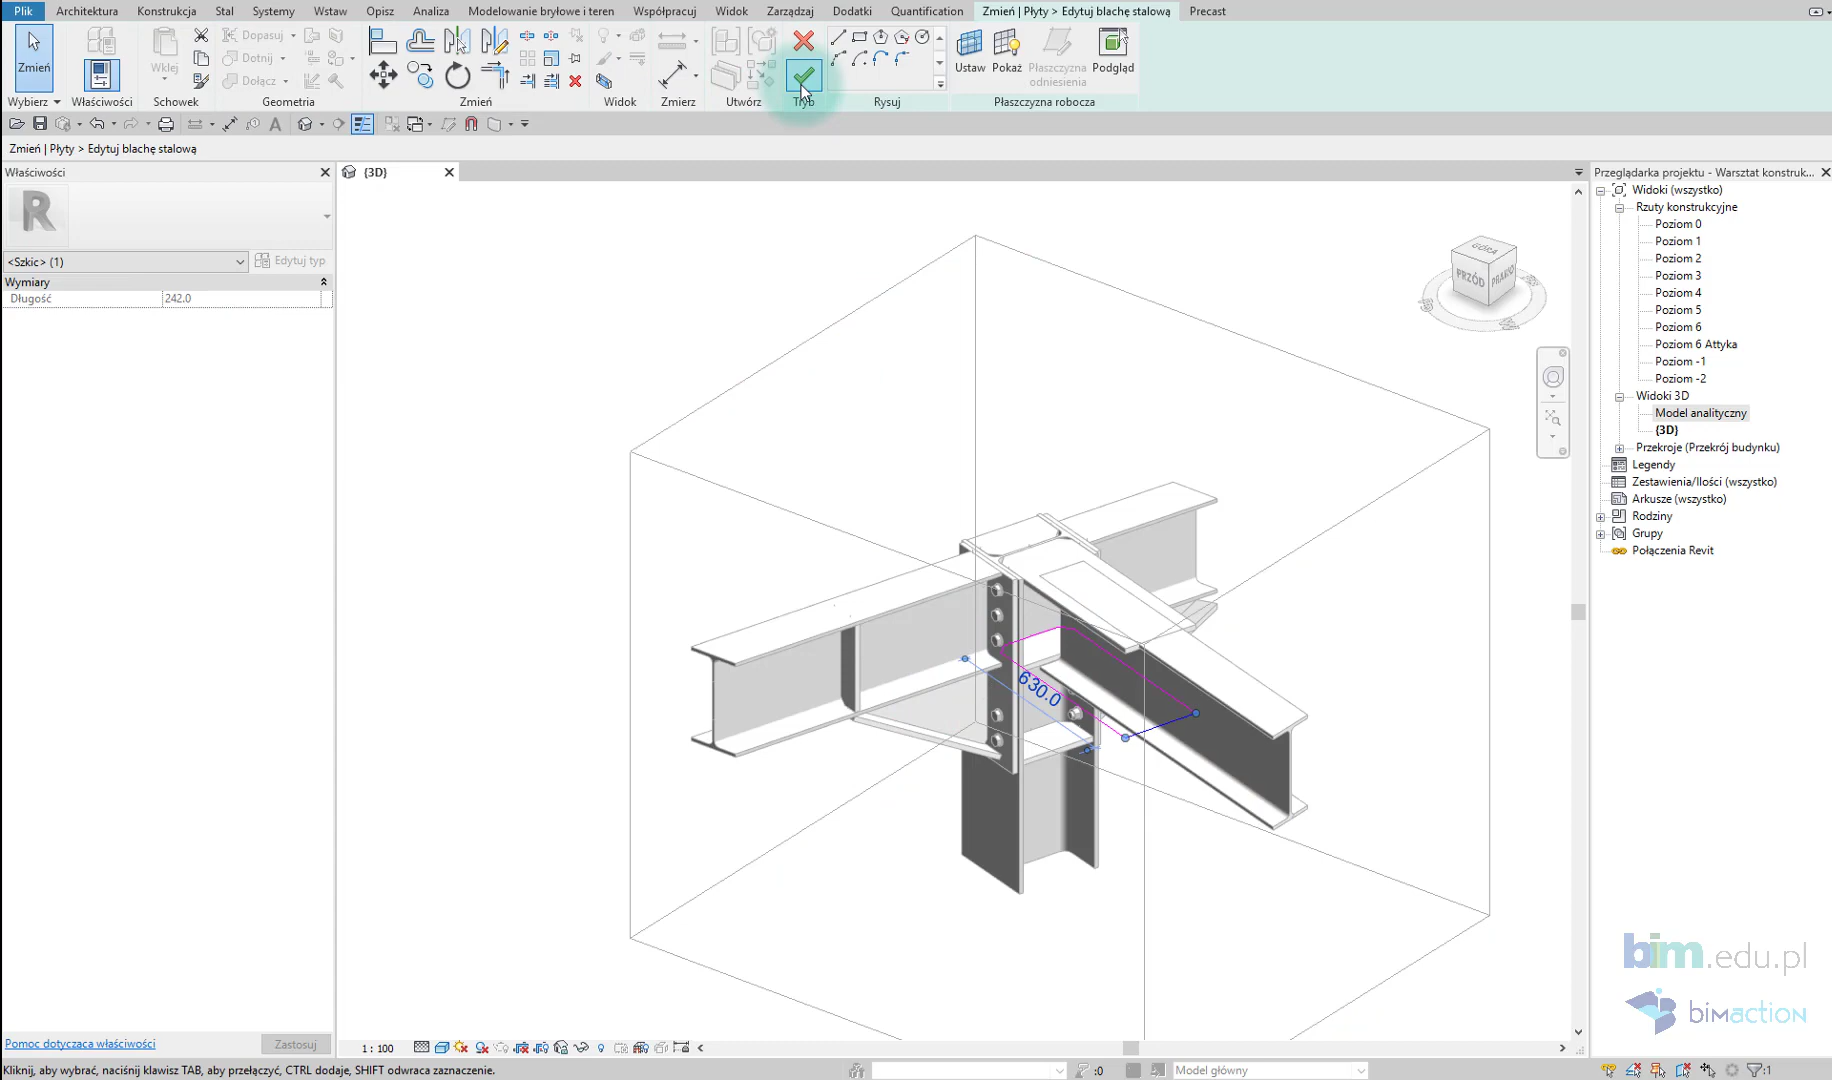 Plik Architektura Konstrukcja Stal Systemy Wstaw Opisz Analiza Modelowanie bryłowe i teren Współpracuj Widok Zarządzaj Dodatki Quantification Zmień | Płyty > Edytuj blachę stalową Precast
Zmień
Wklej
Dopasuj
Dotnij
Dołącz
Ustaw Pokaż Płaszczyzna odniesienia Podgląd
Wybierz Właściwości Schowek Geometria Zmień Widok Zmierz Utwórz Tryb Rysuj Płaszczyzna robocza
Zmień | Płyty > Edytuj blachę stalową
Właściwości
{3D}
Przeglądarka projektu - Warsztat konstruk...
R
<Szkic> (1)
Edytuj typ
Wymiary
Długość 242.0
Widoki (wszystko)
Rzuty konstrukcyjne
Poziom 0
Poziom 1
Poziom 2
Poziom 3
Poziom 4
Poziom 5
Poziom 6
Poziom 6 Attyka
Poziom -1
Poziom -2
Widoki 3D
Model analityczny
{3D}
Przekroje (Przekrój budynku)
Legendy
Zestawienia/Ilości (wszystko)
Arkusze (wszystko)
Rodziny
Grupy
Połączenia Revit
GÓRA
PRZÓD
630.0
bim.edu.pl
bimaction
Pomoc dotycząca właściwości
Zastosuj
1 : 100
Kliknij, aby wybrać, naciśnij klawisz TAB, aby przełączyć, CTRL dodaje, SHIFT odwraca zaznaczenie.
:0
Model główny
:1